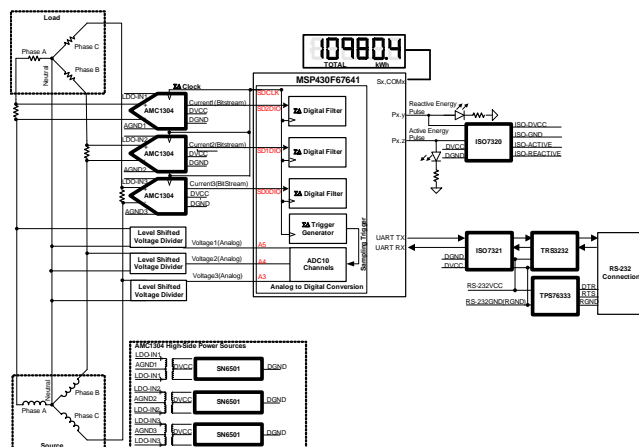 Load
Phase A
Phase C
Phase B
Neutral
10980.4
TOTAL
kWh
MSP430F67641
Sx,COMx
ΣΔ Clock
SDCLK
LDO-IN1
AMC1304
Current1(Bitstream)
SD2DIO
DVCC
DGND
AGND1
ΣΔ Digital Filter
LDO-IN2
AMC1304
Current2(Bitstream)
SD1DIO
DVCC
DGND
AGND2
ΣΔ Digital Filter
LDO-IN3
AMC1304
Current3(BitStream)
SD0DIO
DVCC
DGND
AGND3
ΣΔ Digital Filter
ΣΔ Trigger
Generator
Sampling Trigger
ADC10
Channels
Analog to Digital Conversion
Level Shifted
Voltage Divider
Voltage1(Analog)
A5
Level Shifted
Voltage Divider
Voltage2(Analog)
A4
Level Shifted
Voltage Divider
Voltage3(Analog)
A3
Px.y
Reactive Energy
Pulse
Px.z
Active Energy
Pulse
DVCC
DGND
ISO7320
ISO-DVCC
ISO-GND
ISO-ACTIVE
ISO-REACTIVE
UART TX
UART RX
ISO7321
DGND
DVCC
TRS3232
RS-232VCC
RS-232GND(RGND)
TPS76333
DTR
RTS
RGND
RS-232
Connection
AMC1304 High-Side Power Sources
LDO-IN1
AGND1
LDO-IN1
DVCC
SN6501
DGND
LDO-IN2
AGND2
LDO-IN2
DVCC
SN6501
DGND
LDO-IN3
AGND3
LDO-IN3
DVCC
SN6501
DGND
Neutral
Phase A
Phase B
Phase C
Source